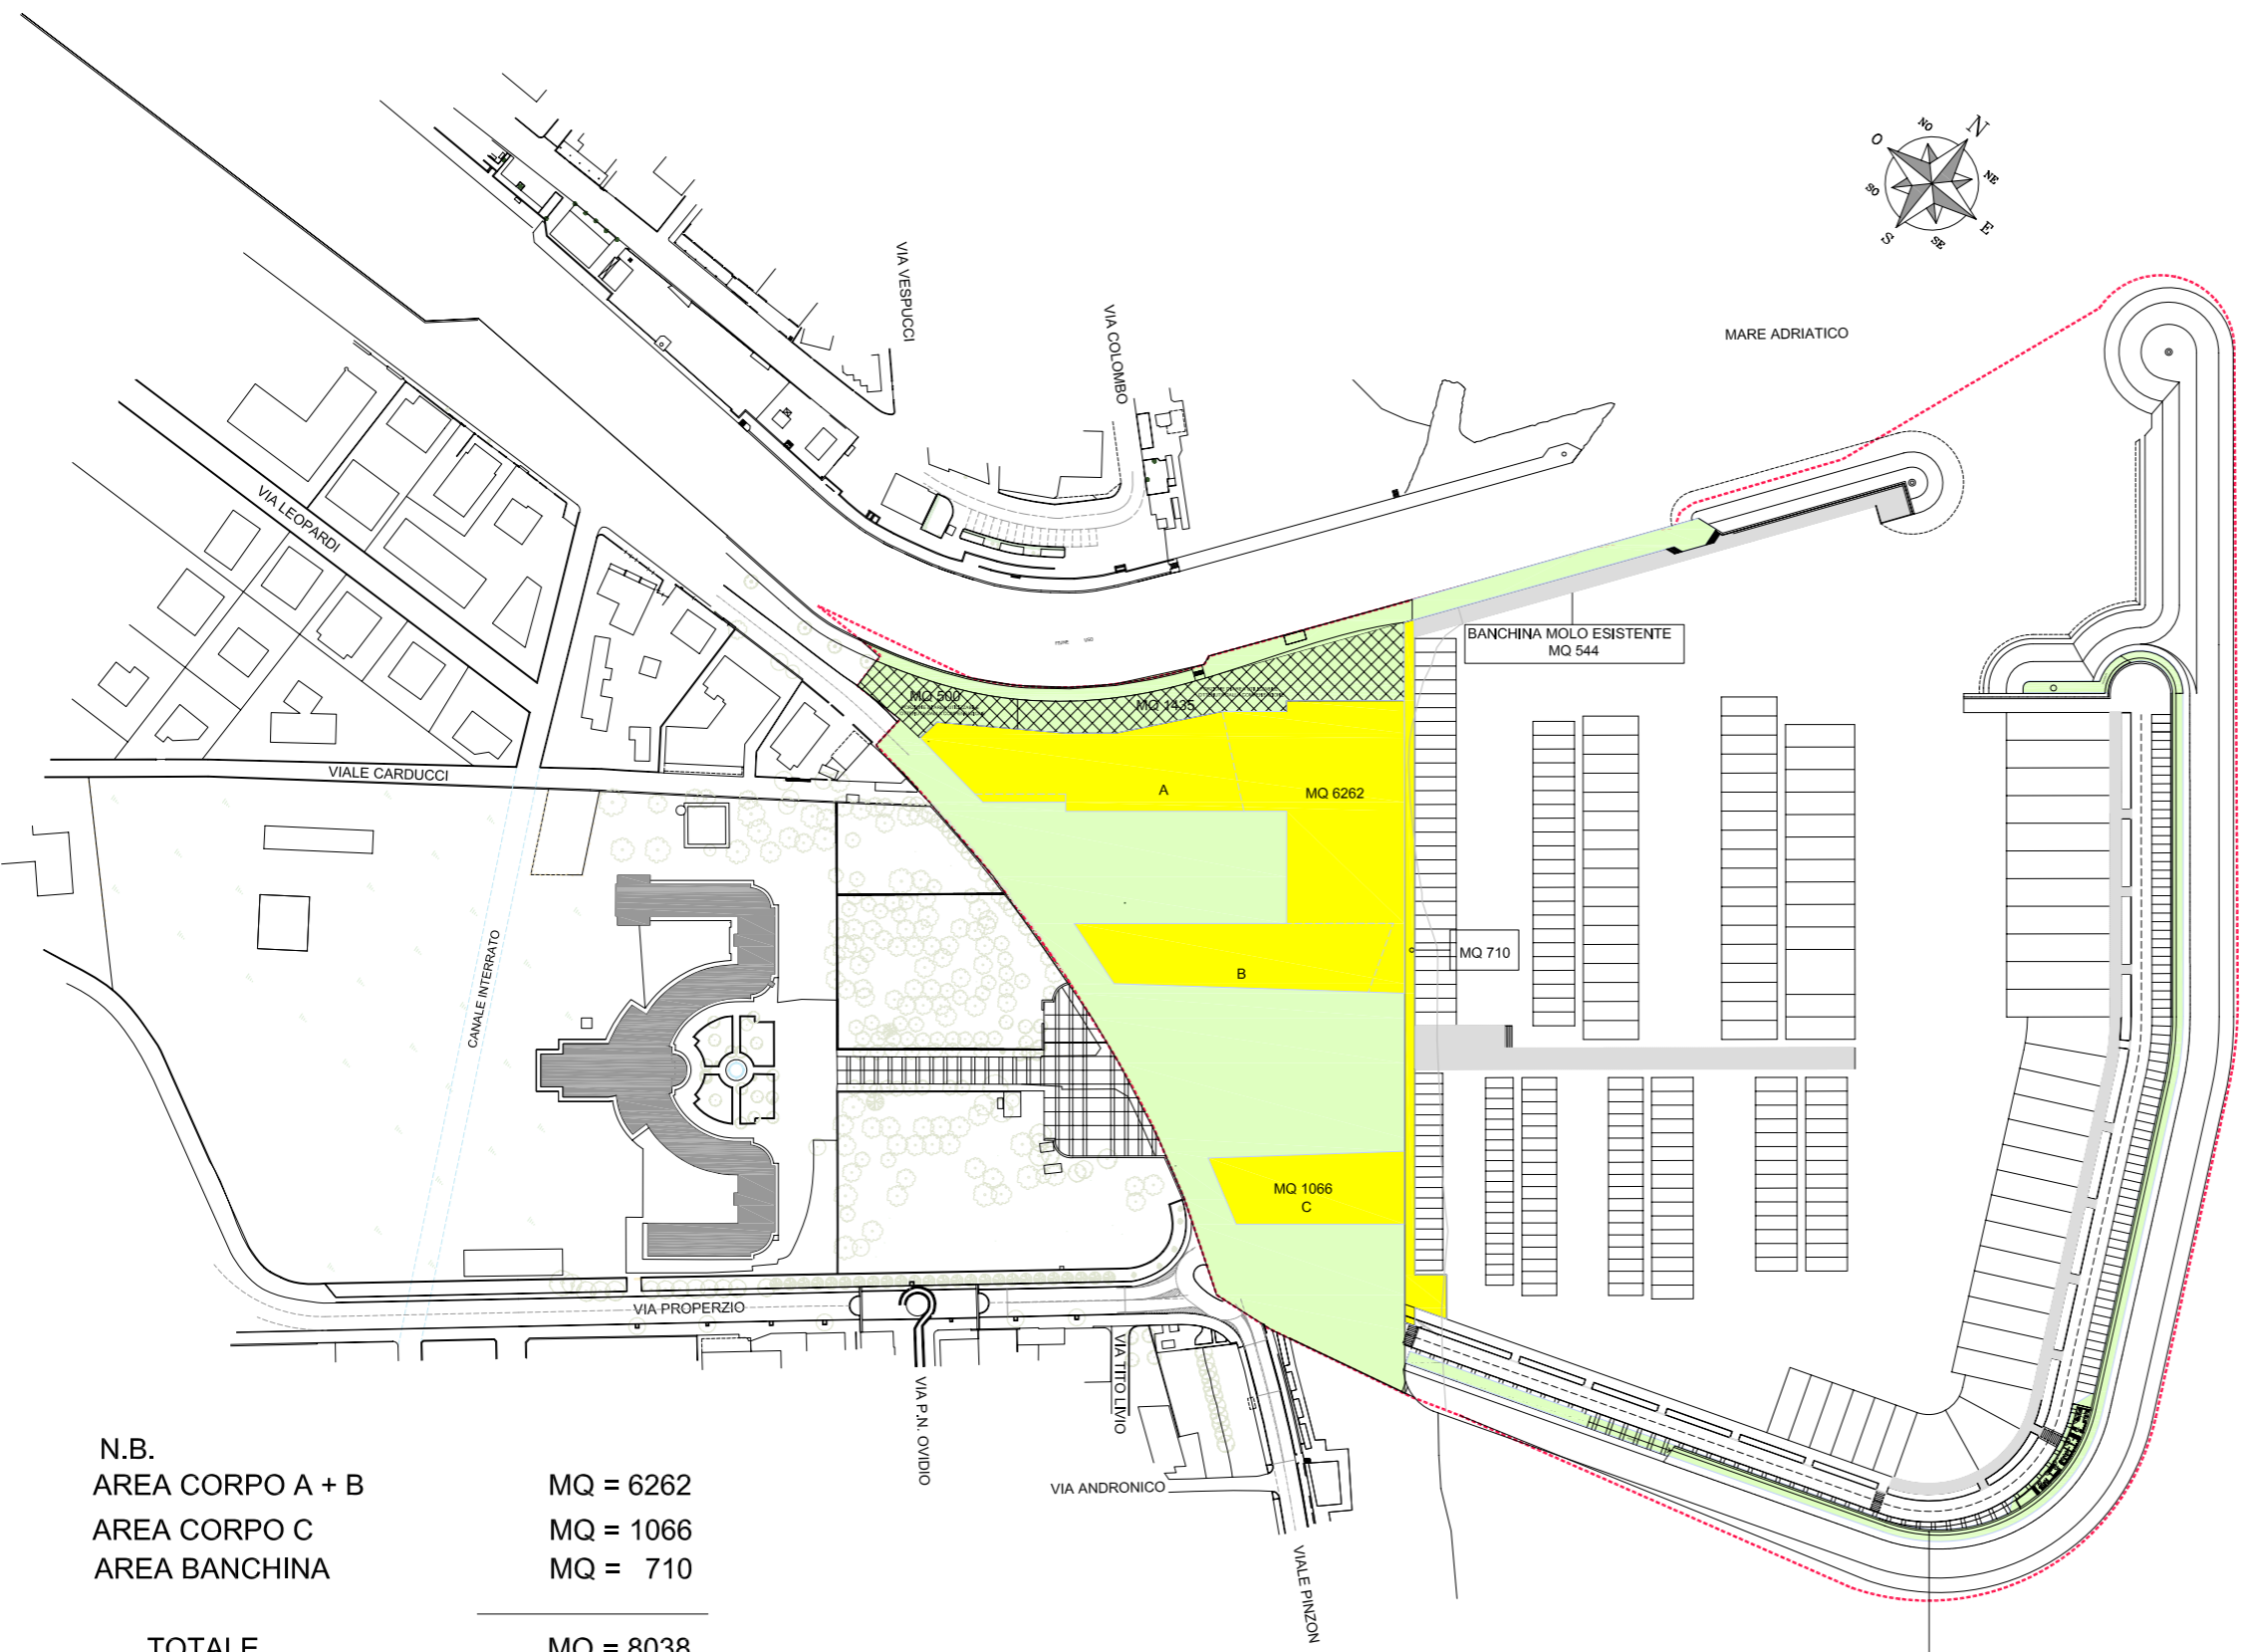 NO
N
O
NE
SO
E
S
SE
VIA VESPUCCI
VIA COLOMBO
MARE ADRIATICO
VIA LEOPARDI
BANCHINA MOLO ESISTENTE
MQ 544
MQ 500
MQ 1435
VIALE CARDUCCI
A
MQ 6262
CANALE INTERRATO
MQ 710
B
MQ 1066
C
VIA PROPERZIO
VIA P.N. OVIDIO
VIA TITO LIVIO
VIA ANDRONICO
VIALE PINZON
N.B.
AREA CORPO A + B MQ = 6262
AREA CORPO C MQ = 1066
AREA BANCHINA MQ = 710
TOTALE MQ = 8038